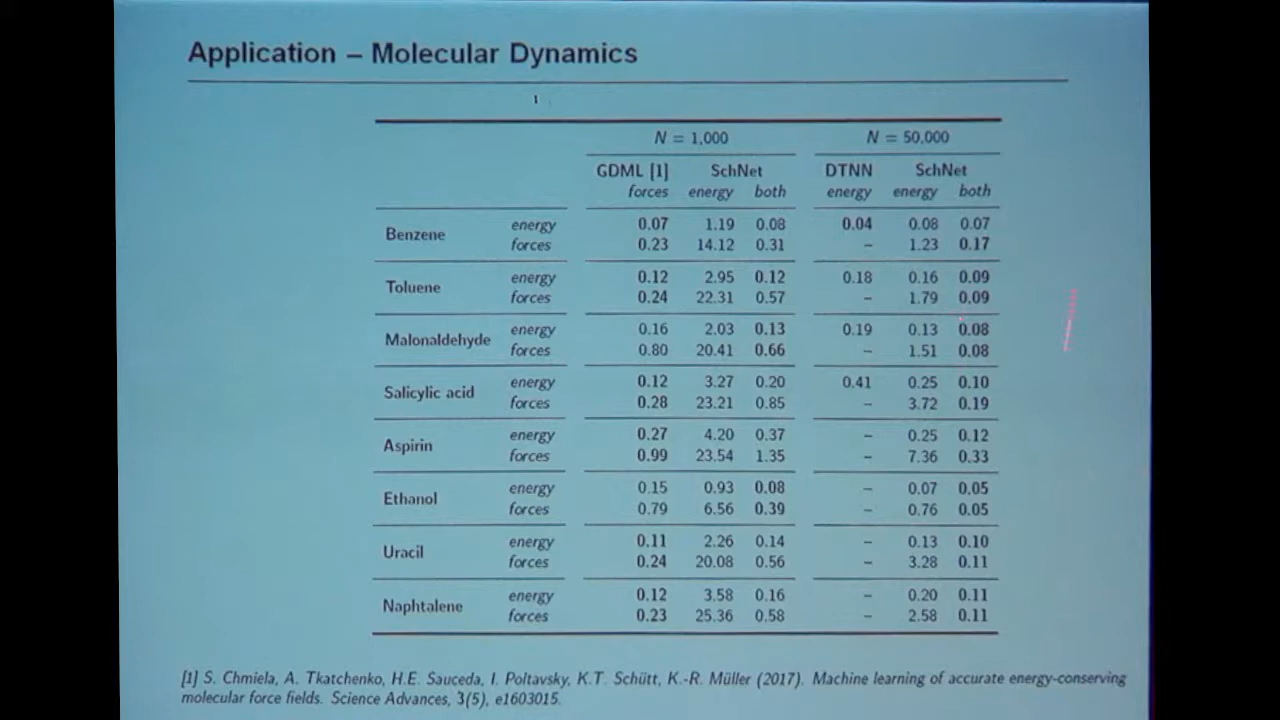 Application – Molecular Dynamics
N = 1,000 N = 50,000
GDML [1] SchNet DTNN SchNet
forces energy both energy energy both
Benzene energy 0.07 1.19 0.08 0.04 0.08 0.07
forces 0.23 14.12 0.31 – 1.23 0.17
Toluene energy 0.12 2.95 0.12 0.18 0.16 0.09
forces 0.24 22.31 0.57 – 1.79 0.09
Malonaldehyde energy 0.16 2.03 0.13 0.19 0.13 0.08
forces 0.80 20.41 0.66 – 1.51 0.08
Salicylic acid energy 0.12 3.27 0.20 0.41 0.25 0.10
forces 0.28 23.21 0.85 – 3.72 0.19
Aspirin energy 0.27 4.20 0.37 – 0.25 0.12
forces 0.99 23.54 1.35 – 7.36 0.33
Ethanol energy 0.15 0.93 0.08 – 0.07 0.05
forces 0.79 6.56 0.39 – 0.76 0.05
Uracil energy 0.11 2.26 0.14 – 0.13 0.10
forces 0.24 20.08 0.56 – 3.28 0.11
Naphtalene energy 0.12 3.58 0.16 – 0.20 0.11
forces 0.23 25.36 0.58 – 2.58 0.11
[1] S. Chmiela, A. Tkatchenko, H.E. Sauceda, I. Poltavsky, K.T. Schütt, K.-R. Müller (2017). Machine learning of accurate energy-conserving
molecular force fields. Science Advances, 3(5), e1603015.